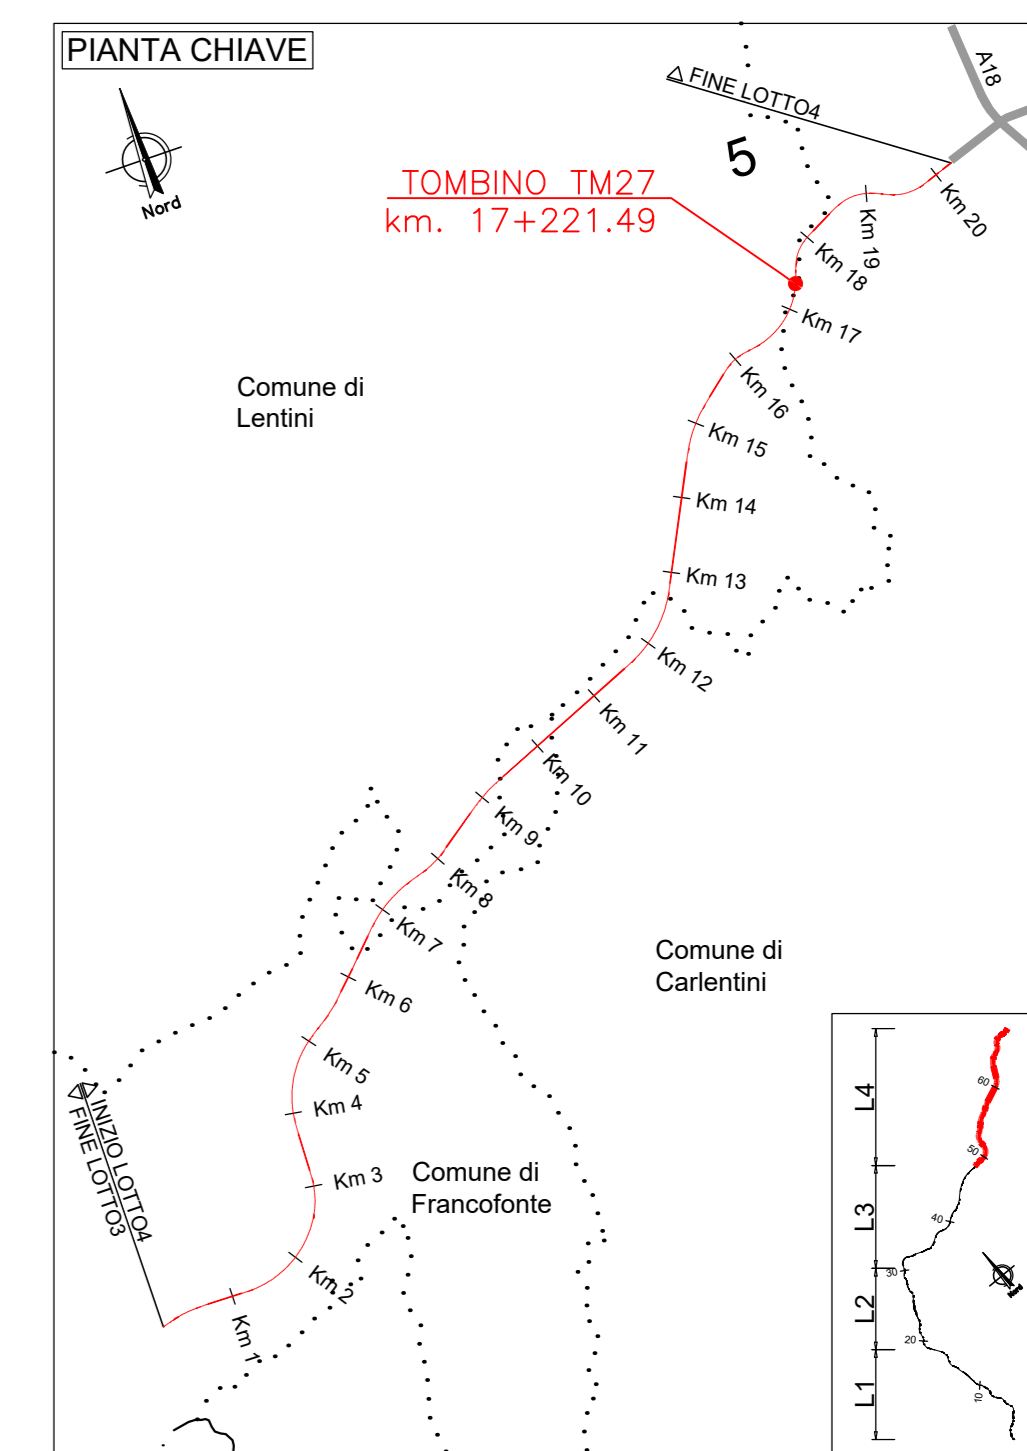 PIANTA CHIAVE
Nord
FINE LOTTO4
A18
5
TOMBINO TM27
km. 17+221.49
Km 20
Km 19
Km 18
Km 17
Km 16
Km 15
Km 14
Km 13
Km 12
Km 11
Km 10
Km 9
Km 8
Km 7
Km 6
Km 5
Km 4
Km 3
Km 2
Km 1
Comune di
Lentini
Comune di
Carlentini
Comune di
Francofonte
INIZIO LOTTO4
FINE LOTTO3
L4
L3
L2
L1
60
50
40
30
20
10